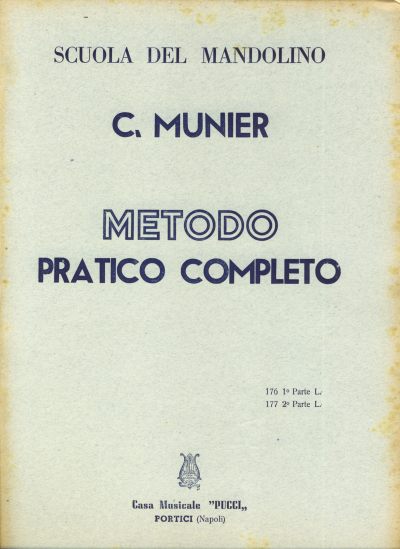 SCUOLA DEL MANDOLINO
C. MUNIER
METODO
PRATICO COMPLETO
176 1ª Parte L.
177 2ª Parte L.
Casa Musicale "PUCCI„
PORTICI (Napoli)